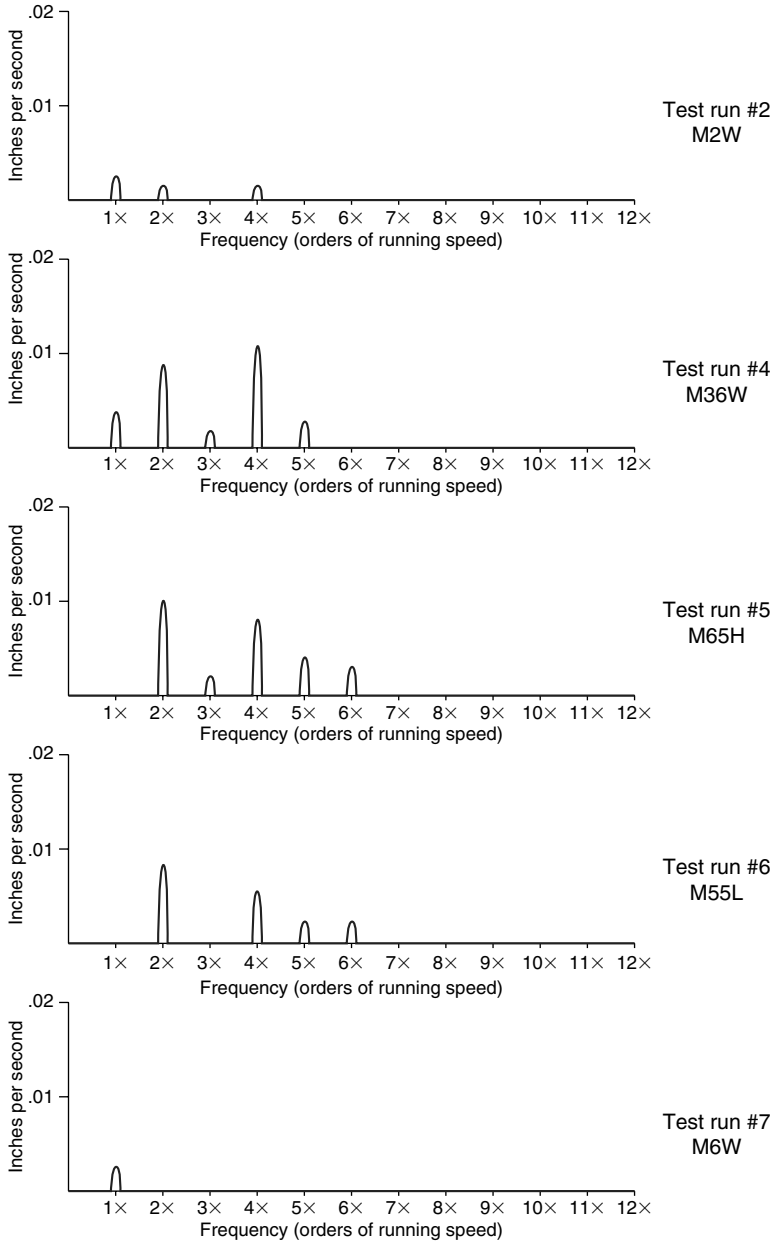 .02
.01
Inches per second
1× 2× 3× 4× 5× 6× 7× 8× 9× 10× 11× 12×
Frequency (orders of running speed)
Test run #2
M2W
.02
.01
Inches per second
1× 2× 3× 4× 5× 6× 7× 8× 9× 10× 11× 12×
Frequency (orders of running speed)
Test run #4
M36W
.02
.01
Inches per second
1× 2× 3× 4× 5× 6× 7× 8× 9× 10× 11× 12×
Frequency (orders of running speed)
Test run #5
M65H
.02
.01
Inches per second
1× 2× 3× 4× 5× 6× 7× 8× 9× 10× 11× 12×
Frequency (orders of running speed)
Test run #6
M55L
.02
.01
Inches per second
1× 2× 3× 4× 5× 6× 7× 8× 9× 10× 11× 12×
Frequency (orders of running speed)
Test run #7
M6W